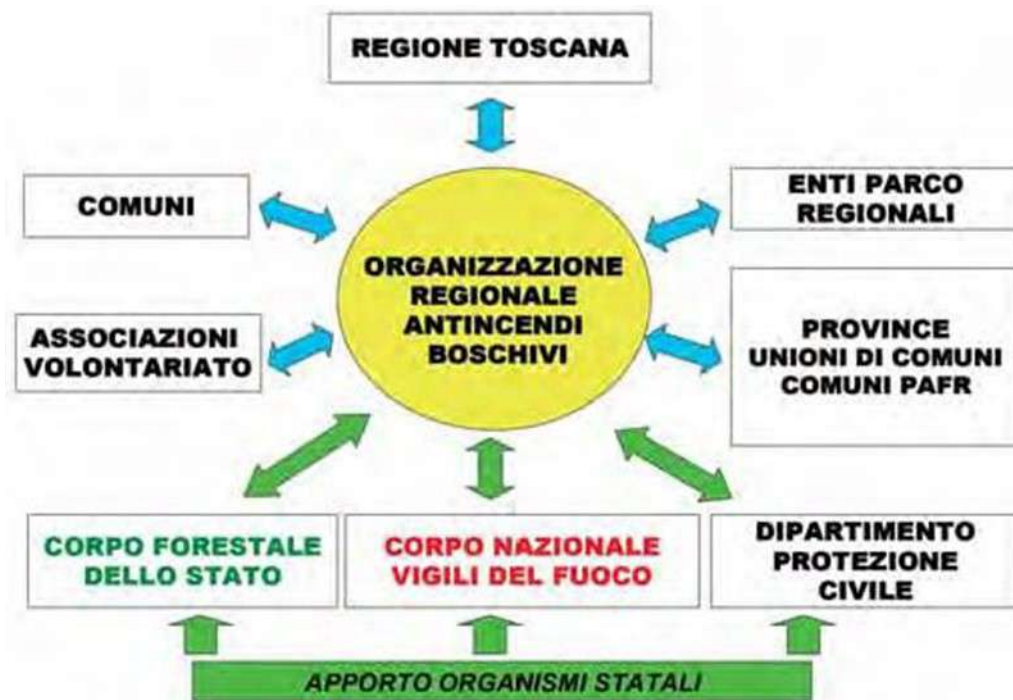 REGIONE TOSCANA
COMUNI
ENTI PARCO
REGIONALI
ORGANIZZAZIONE
REGIONALE
ANTINCENDI
BOSCHIVI
ASSOCIAZIONI
VOLONTARIATO
PROVINCE
UNIONI DI COMUNI
COMUNI PAFR
CORPO FORESTALE
DELLO STATO
CORPO NAZIONALE
VIGILI DEL FUOCO
DIPARTIMENTO
PROTEZIONE
CIVILE
APPORTO ORGANISMI STATALI